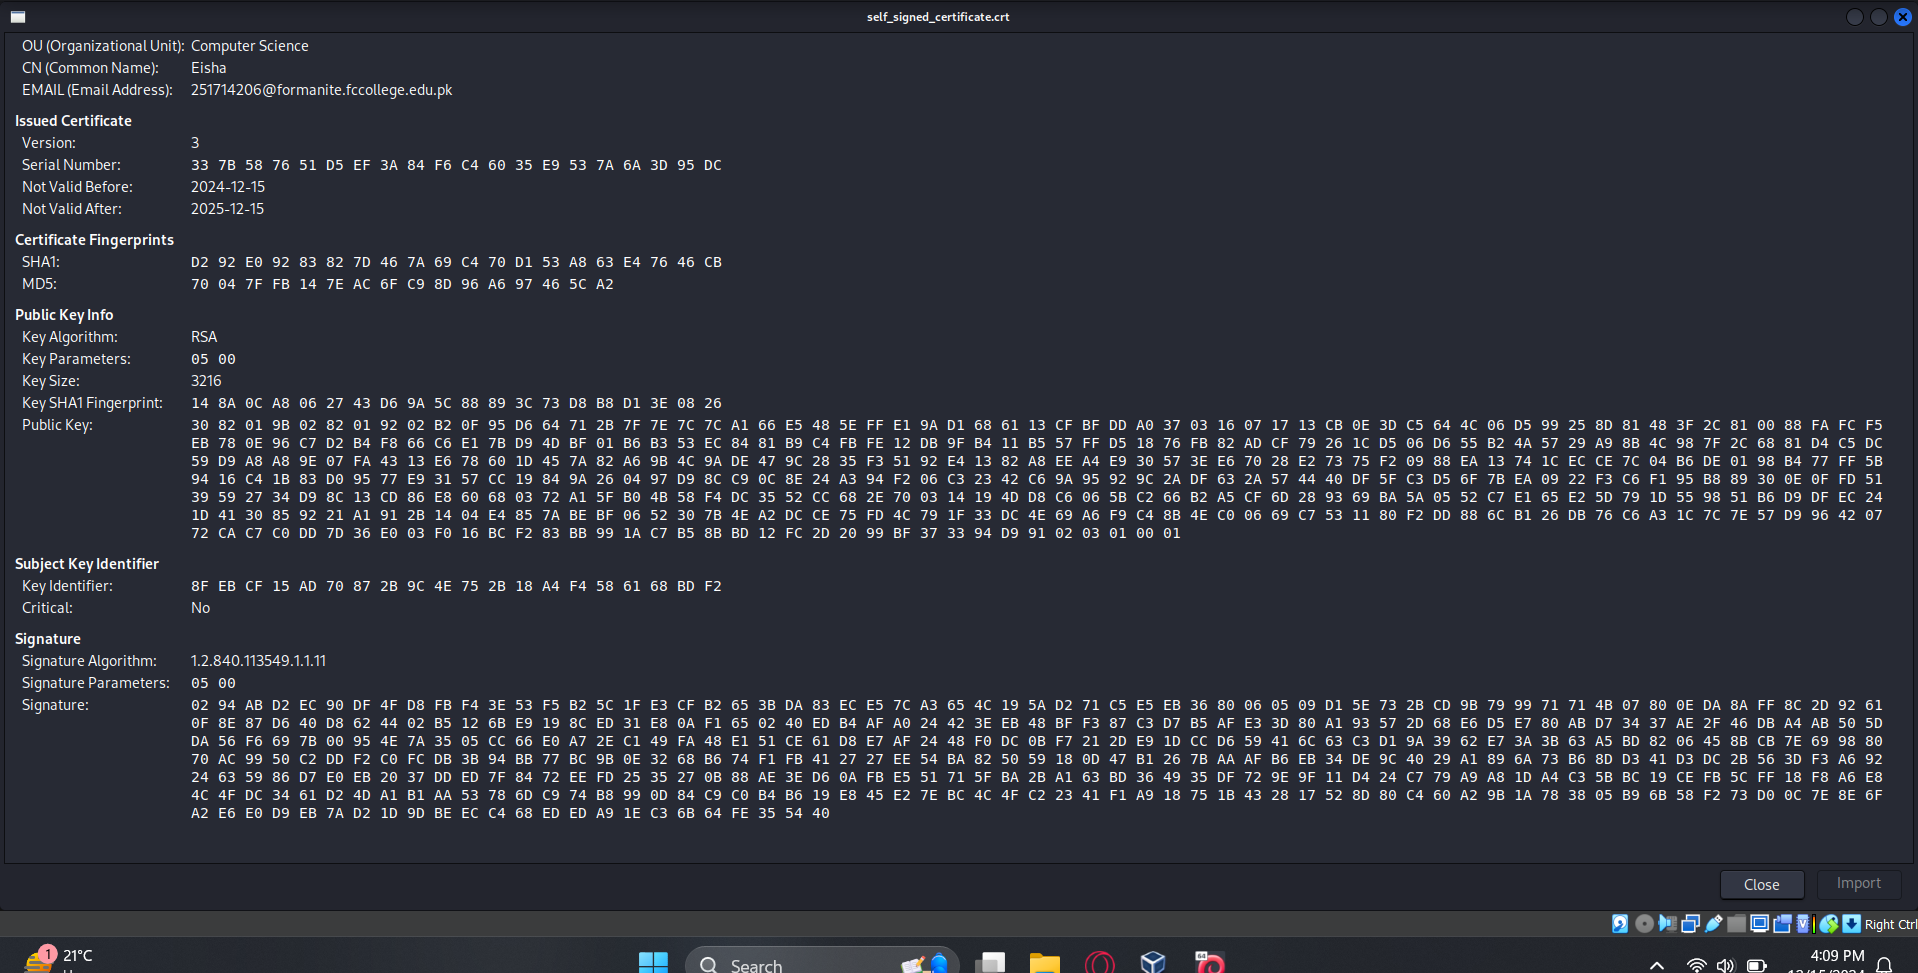 self_signed_certificate.crt
OU (Organizational Unit): Computer Science
CN (Common Name): Eisha
EMAIL (Email Address): 251714206@formanite.fccollege.edu.pk
Issued Certificate
Version: 3
Serial Number: 33 7B 58 76 51 D5 EF 3A 84 F6 C4 60 35 E9 53 7A 6A 3D 95 DC
Not Valid Before: 2024-12-15
Not Valid After: 2025-12-15
Certificate Fingerprints
SHA1: D2 92 E0 92 83 82 7D 46 7A 69 C4 70 D1 53 A8 63 E4 76 46 CB
MD5: 70 04 7F FB 14 7E AC 6F C9 8D 96 A6 97 46 5C A2
Public Key Info
Key Algorithm: RSA
Key Parameters: 05 00
Key Size: 3216
Key SHA1 Fingerprint: 14 8A 0C A8 06 27 43 D6 9A 5C 88 89 3C 73 D8 B8 D1 3E 08 26
Public Key: 30 82 01 9B 02 82 01 92 02 B2 0F 95 D6 64 71 2B 7F 7E 7C 7C A1 66 E5 48 5E FF E1 9A D1 68 61 13 CF BF DD A0 37 03 16 07 17 13 CB 0E 3D C5 64 4C 06 D5 99 25 8D 81 48 3F 2C 81 00 88 FA FC F5
EB 78 0E 96 C7 D2 B4 F8 66 C6 E1 7B D9 4D BF 01 B6 B3 53 EC 84 81 B9 C4 FB FE 12 DB 9F B4 11 B5 57 FF D5 18 76 FB 82 AD CF 79 26 1C D5 06 D6 55 B2 4A 57 29 A9 8B 4C 98 7F 2C 68 81 D4 C5 DC
59 D9 A8 A8 9E 07 FA 43 13 E6 78 60 1D 45 7A 82 A6 9B 4C 9A DE 47 9C 28 35 F3 51 92 E4 13 82 A8 EE A4 E9 30 57 3E E6 70 28 E2 73 75 F2 09 88 EA 13 74 1C EC CE 7C 04 B6 DE 01 98 B4 77 FF 5B
94 16 C4 1B 83 D0 95 77 E9 31 57 CC 19 84 9A 26 04 97 D9 8C C9 0C 8E 24 A3 94 F2 06 C3 23 42 C6 9A 95 92 9C 2A DF 63 2A 57 44 40 DF 5F C3 D5 6F 7B EA 09 22 F3 C6 F1 95 B8 89 30 0E 0F FD 51
39 59 27 34 D9 8C 13 CD 86 E8 60 68 03 72 A1 5F B0 4B 58 F4 DC 35 52 CC 68 2E 70 03 14 19 4D D8 C6 06 5B C2 66 B2 A5 CF 6D 28 93 69 BA 5A 05 52 C7 E1 65 E2 5D 79 1D 55 98 51 B6 D9 DF EC 24
1D 41 30 85 92 21 A1 91 2B 14 04 E4 85 7A BE BF 06 52 30 7B 4E A2 DC CE 75 FD 4C 79 1F 33 DC 4E 69 A6 F9 C4 8B 4E C0 06 69 C7 53 11 80 F2 DD 88 6C B1 26 DB 76 C6 A3 1C 7C 7E 57 D9 96 42 07
72 CA C7 C0 DD 7D 36 E0 03 F0 16 BC F2 83 BB 99 1A C7 B5 8B BD 12 FC 2D 20 99 BF 37 33 94 D9 91 02 03 01 00 01
Subject Key Identifier
Key Identifier: 8F EB CF 15 AD 70 87 2B 9C 4E 75 2B 18 A4 F4 58 61 68 BD F2
Critical: No
Signature
Signature Algorithm: 1.2.840.113549.1.1.11
Signature Parameters: 05 00
Signature: 02 94 AB D2 EC 90 DF 4F D8 FB F4 3E 53 F5 B2 5C 1F E3 CF B2 65 3B DA 83 EC E5 7C A3 65 4C 19 5A D2 71 C5 E5 EB 36 80 06 05 09 D1 5E 73 2B CD 9B 79 99 71 71 4B 07 80 0E DA 8A FF 8C 2D 92 61
0F 8E 87 D6 40 D8 62 44 02 B5 12 6B E9 19 8C ED 31 E8 0A F1 65 02 40 ED B4 AF A0 24 42 3E EB 48 BF F3 87 C3 D7 B5 AF E3 3D 80 A1 93 57 2D 68 E6 D5 E7 80 AB D7 34 37 AE 2F 46 DB A4 AB 50 5D
DA 56 F6 69 7B 00 95 4E 7A 35 05 CC 66 E0 A7 2E C1 49 FA 48 E1 51 CE 61 D8 E7 AF 24 48 F0 DC 0B F7 21 2D E9 1D CC D6 59 41 6C 63 C3 D1 9A 39 62 E7 3A 3B 63 A5 BD 82 06 45 8B CB 7E 69 98 80
70 AC 99 50 C2 DD F2 C0 FC DB 3B 94 BB 77 BC 9B 0E 32 68 B6 74 F1 FB 41 27 27 EE 54 BA 82 50 59 18 0D 47 B1 26 7B AA AF B6 EB 34 DE 9C 40 29 A1 89 6A 73 B6 8D D3 41 D3 DC 2B 56 3D F3 A6 92
24 63 59 86 D7 E0 EB 20 37 DD ED 7F 84 72 EE FD 25 35 27 0B 88 AE 3E D6 0A FB E5 51 71 5F BA 2B A1 63 BD 36 49 35 DF 72 9E 9F 11 D4 24 C7 79 A9 A8 1D A4 C3 5B BC 19 CE FB 5C FF 18 F8 A6 E8
4C 4F DC 34 61 D2 4D A1 B1 AA 53 78 6D C9 74 B8 99 0D 84 C9 C0 B4 B6 19 E8 45 E2 7E BC 4C 4F C2 23 41 F1 A9 18 75 1B 43 28 17 52 8D 80 C4 60 A2 9B 1A 78 38 05 B9 6B 58 F2 73 D0 0C 7E 8E 6F
A2 E6 E0 D9 EB 7A D2 1D 9D BE EC C4 68 ED ED A9 1E C3 6B 64 FE 35 54 40
Close Import
Right Ctrl
1 21°C
Search
64
4:09 PM